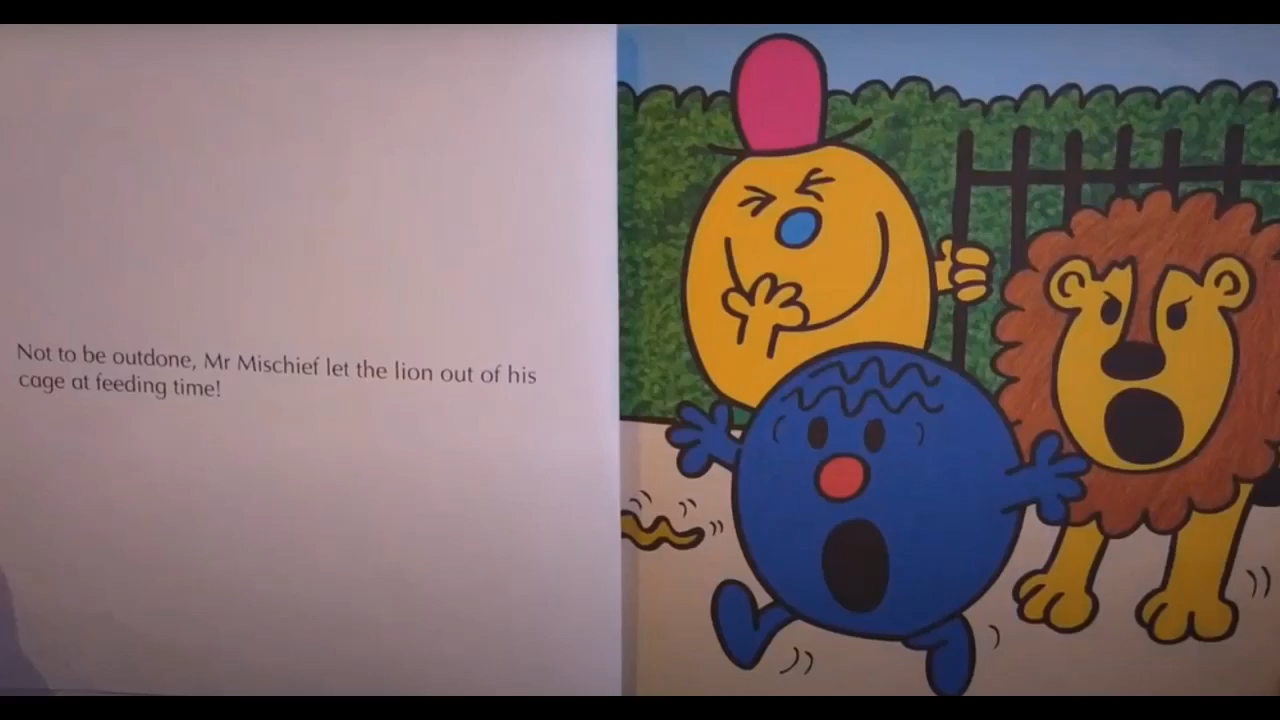 Not to be outdone, Mr Mischief let the lion out of his
cage at feeding time!